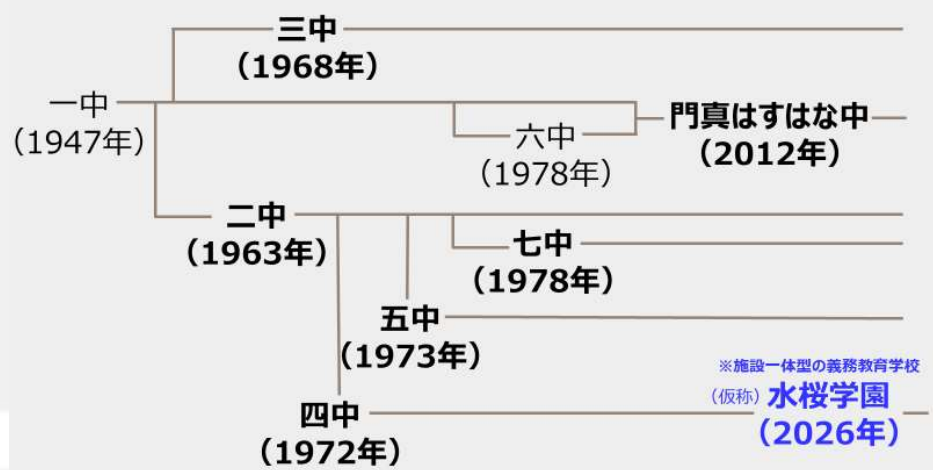 三中
（1968年）
一中
（1947年）
六中
（1978年）
門真はすはな中
（2012年）
二中
（1963年）
七中
（1978年）
五中
（1973年）
※施設一体型の義務教育学校
（仮称）水桜学園
（2026年）
四中
（1972年）